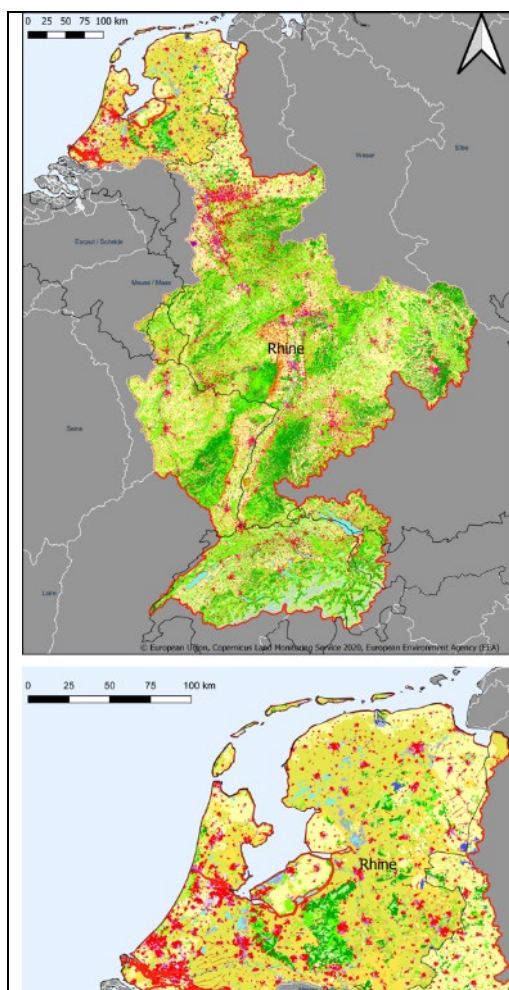 0 25 50 75 100 km
Weser
Elbe
Escaut / Schelde
Meuse / Maas
Rhine
Seine
Loire
© European Union, Copernicus Land Monitoring Service 2020, European Environment Agency (EEA)
0 25 50 75 100 km
Rhine